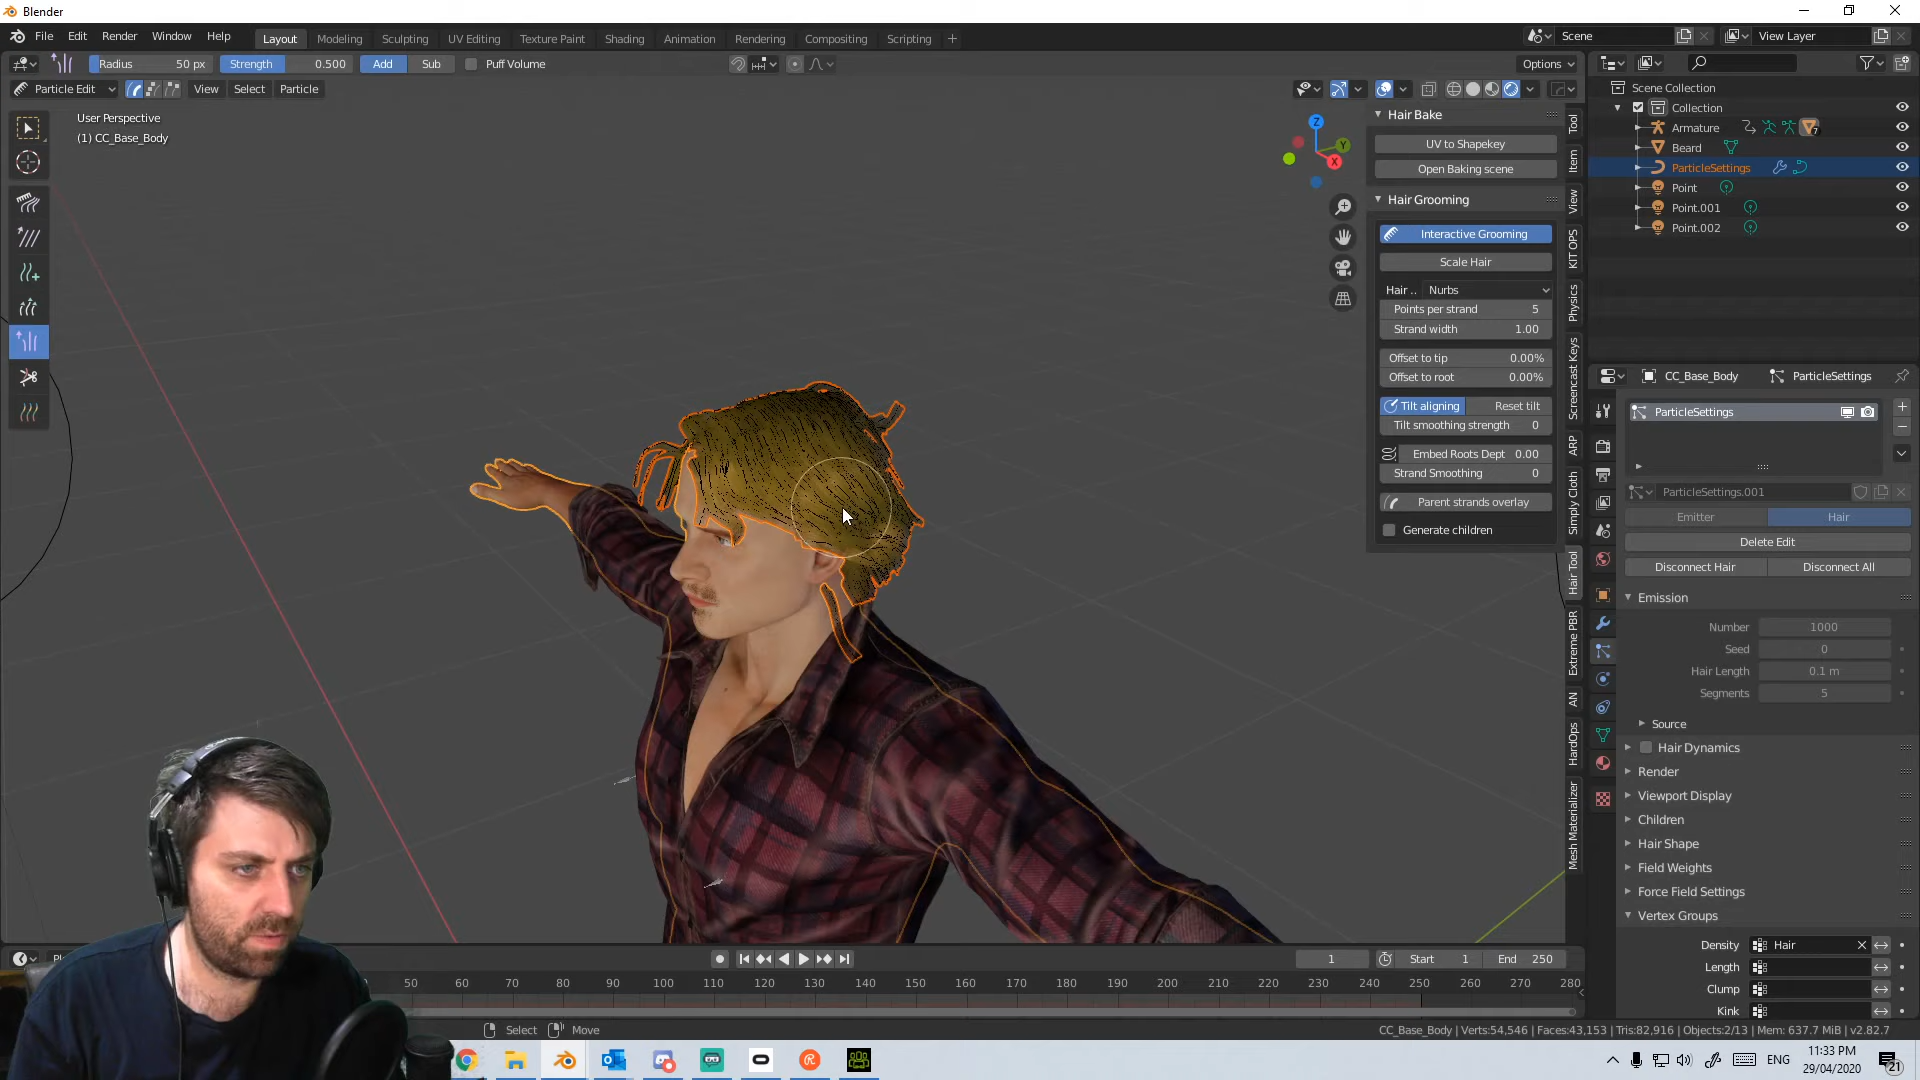 Blender
File Edit Render Window Help
Layout Modeling Sculpting UV Editing Texture Paint Shading Animation Rendering Compositing Scripting +
Scene View Layer
Radius 50 px Strength 0.500 Add Sub Puff Volume Options
Particle Edit View Select Particle
User Perspective
(1) CC_Base_Body
Z
Y
X
Hair Bake
UV to Shapekey
Open Baking scene
Hair Grooming
Interactive Grooming
Scale Hair
Hair .. Nurbs
Points per strand 5
Strand width 1.00
Offset to tip 0.00%
Offset to root 0.00%
Tilt aligning Reset tilt
Tilt smoothing strength 0
Embed Roots Dept 0.00
Strand Smoothing 0
Parent strands overlay
Generate children
Tool
Item
View
KIT OPS
Physics
Screencast Keys
ARP
Simply Cloth
Hair Tool
Extreme PBR
AN
HardOps
Mesh Materializer
Scene Collection
Collection
Armature 7
Beard
ParticleSettings
Point
Point.001
Point.002
CC_Base_Body ParticleSettings
ParticleSettings
ParticleSettings.001
Emitter Hair
Delete Edit
Disconnect Hair Disconnect All
Emission
Number 1000
Seed 0
Hair Length 0.1 m
Segments 5
Source
Hair Dynamics
Render
Viewport Display
Children
Hair Shape
Field Weights
Force Field Settings
Vertex Groups
Density Hair
Length
Clump
Kink
1 Start 1 End 250
50 60 70 80 90 100 110 120 130 140 150 160 170 180 190 200 210 220 230 240 250 260 270 280
Select Move
CC_Base_Body | Verts:54,546 | Faces:43,153 | Tris:82,916 | Objects:2/13 | Mem: 637.7 MiB | v2.82.7
ENG
11:33 PM
29/04/2020
21